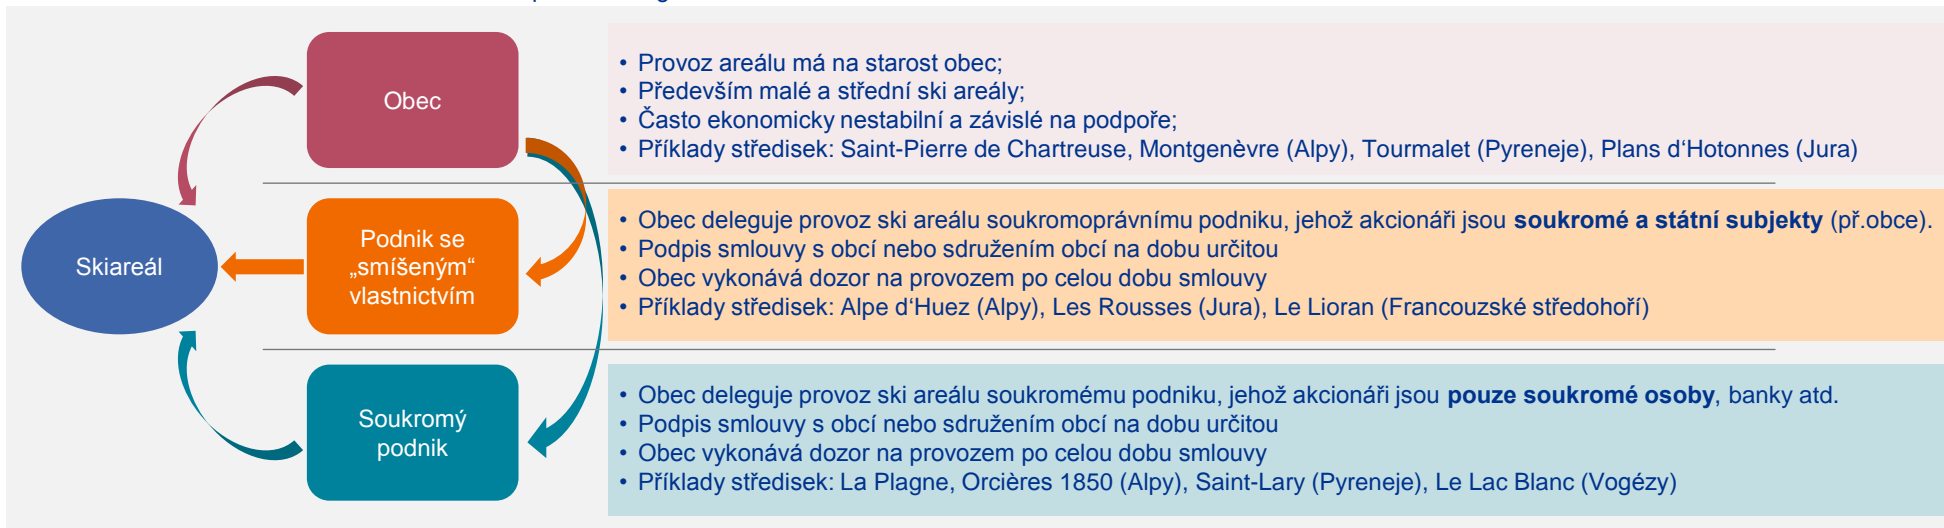 Obec
• Provoz areálu má na starost obec;
• Především malé a střední ski areály;
• Často ekonomicky nestabilní a závislé na podpoře;
• Příklady středisek: Saint-Pierre de Chartreuse, Montgenèvre (Alpy), Tourmalet (Pyreneje), Plans d‘Hotonnes (Jura)
Skiareál
Podnik se
„smíšeným“
vlastnictvím
• Obec deleguje provoz ski areálu soukromoprávnímu podniku, jehož akcionáři jsou soukromé a státní subjekty (př.obce).
• Podpis smlouvy s obcí nebo sdružením obcí na dobu určitou
• Obec vykonává dozor na provozem po celou dobu smlouvy
• Příklady středisek: Alpe d‘Huez (Alpy), Les Rousses (Jura), Le Lioran (Francouzské středohoří)
Soukromý
podnik
• Obec deleguje provoz ski areálu soukromému podniku, jehož akcionáři jsou pouze soukromé osoby, banky atd.
• Podpis smlouvy s obcí nebo sdružením obcí na dobu určitou
• Obec vykonává dozor na provozem po celou dobu smlouvy
• Příklady středisek: La Plagne, Orcières 1850 (Alpy), Saint-Lary (Pyreneje), Le Lac Blanc (Vogézy)